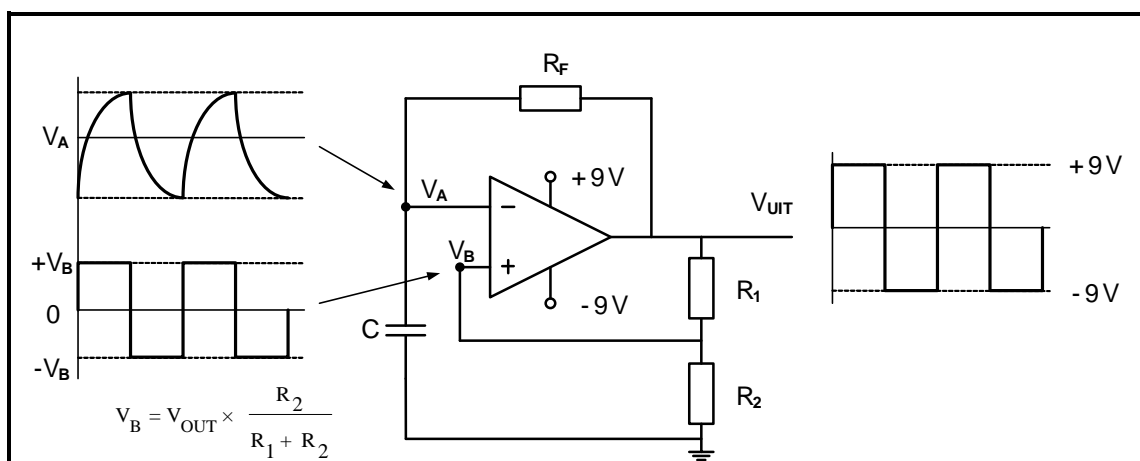 R_F
V_A
V_A
+9V
−
V_B
+
-9V
V_UIT
+9V
-9V
+V_B
0
-V_B
C
R_1
R_2
V_B = V_OUT × R_2 / (R_1 + R_2)